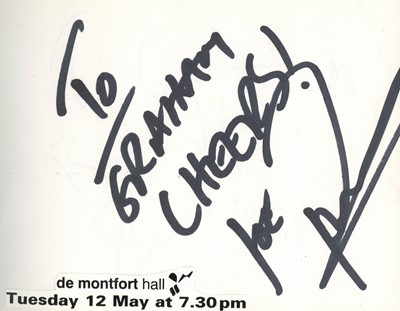 To
GRAHAM
CHEERS!
Joe
de montfort hall
Tuesday 12 May at 7.30pm